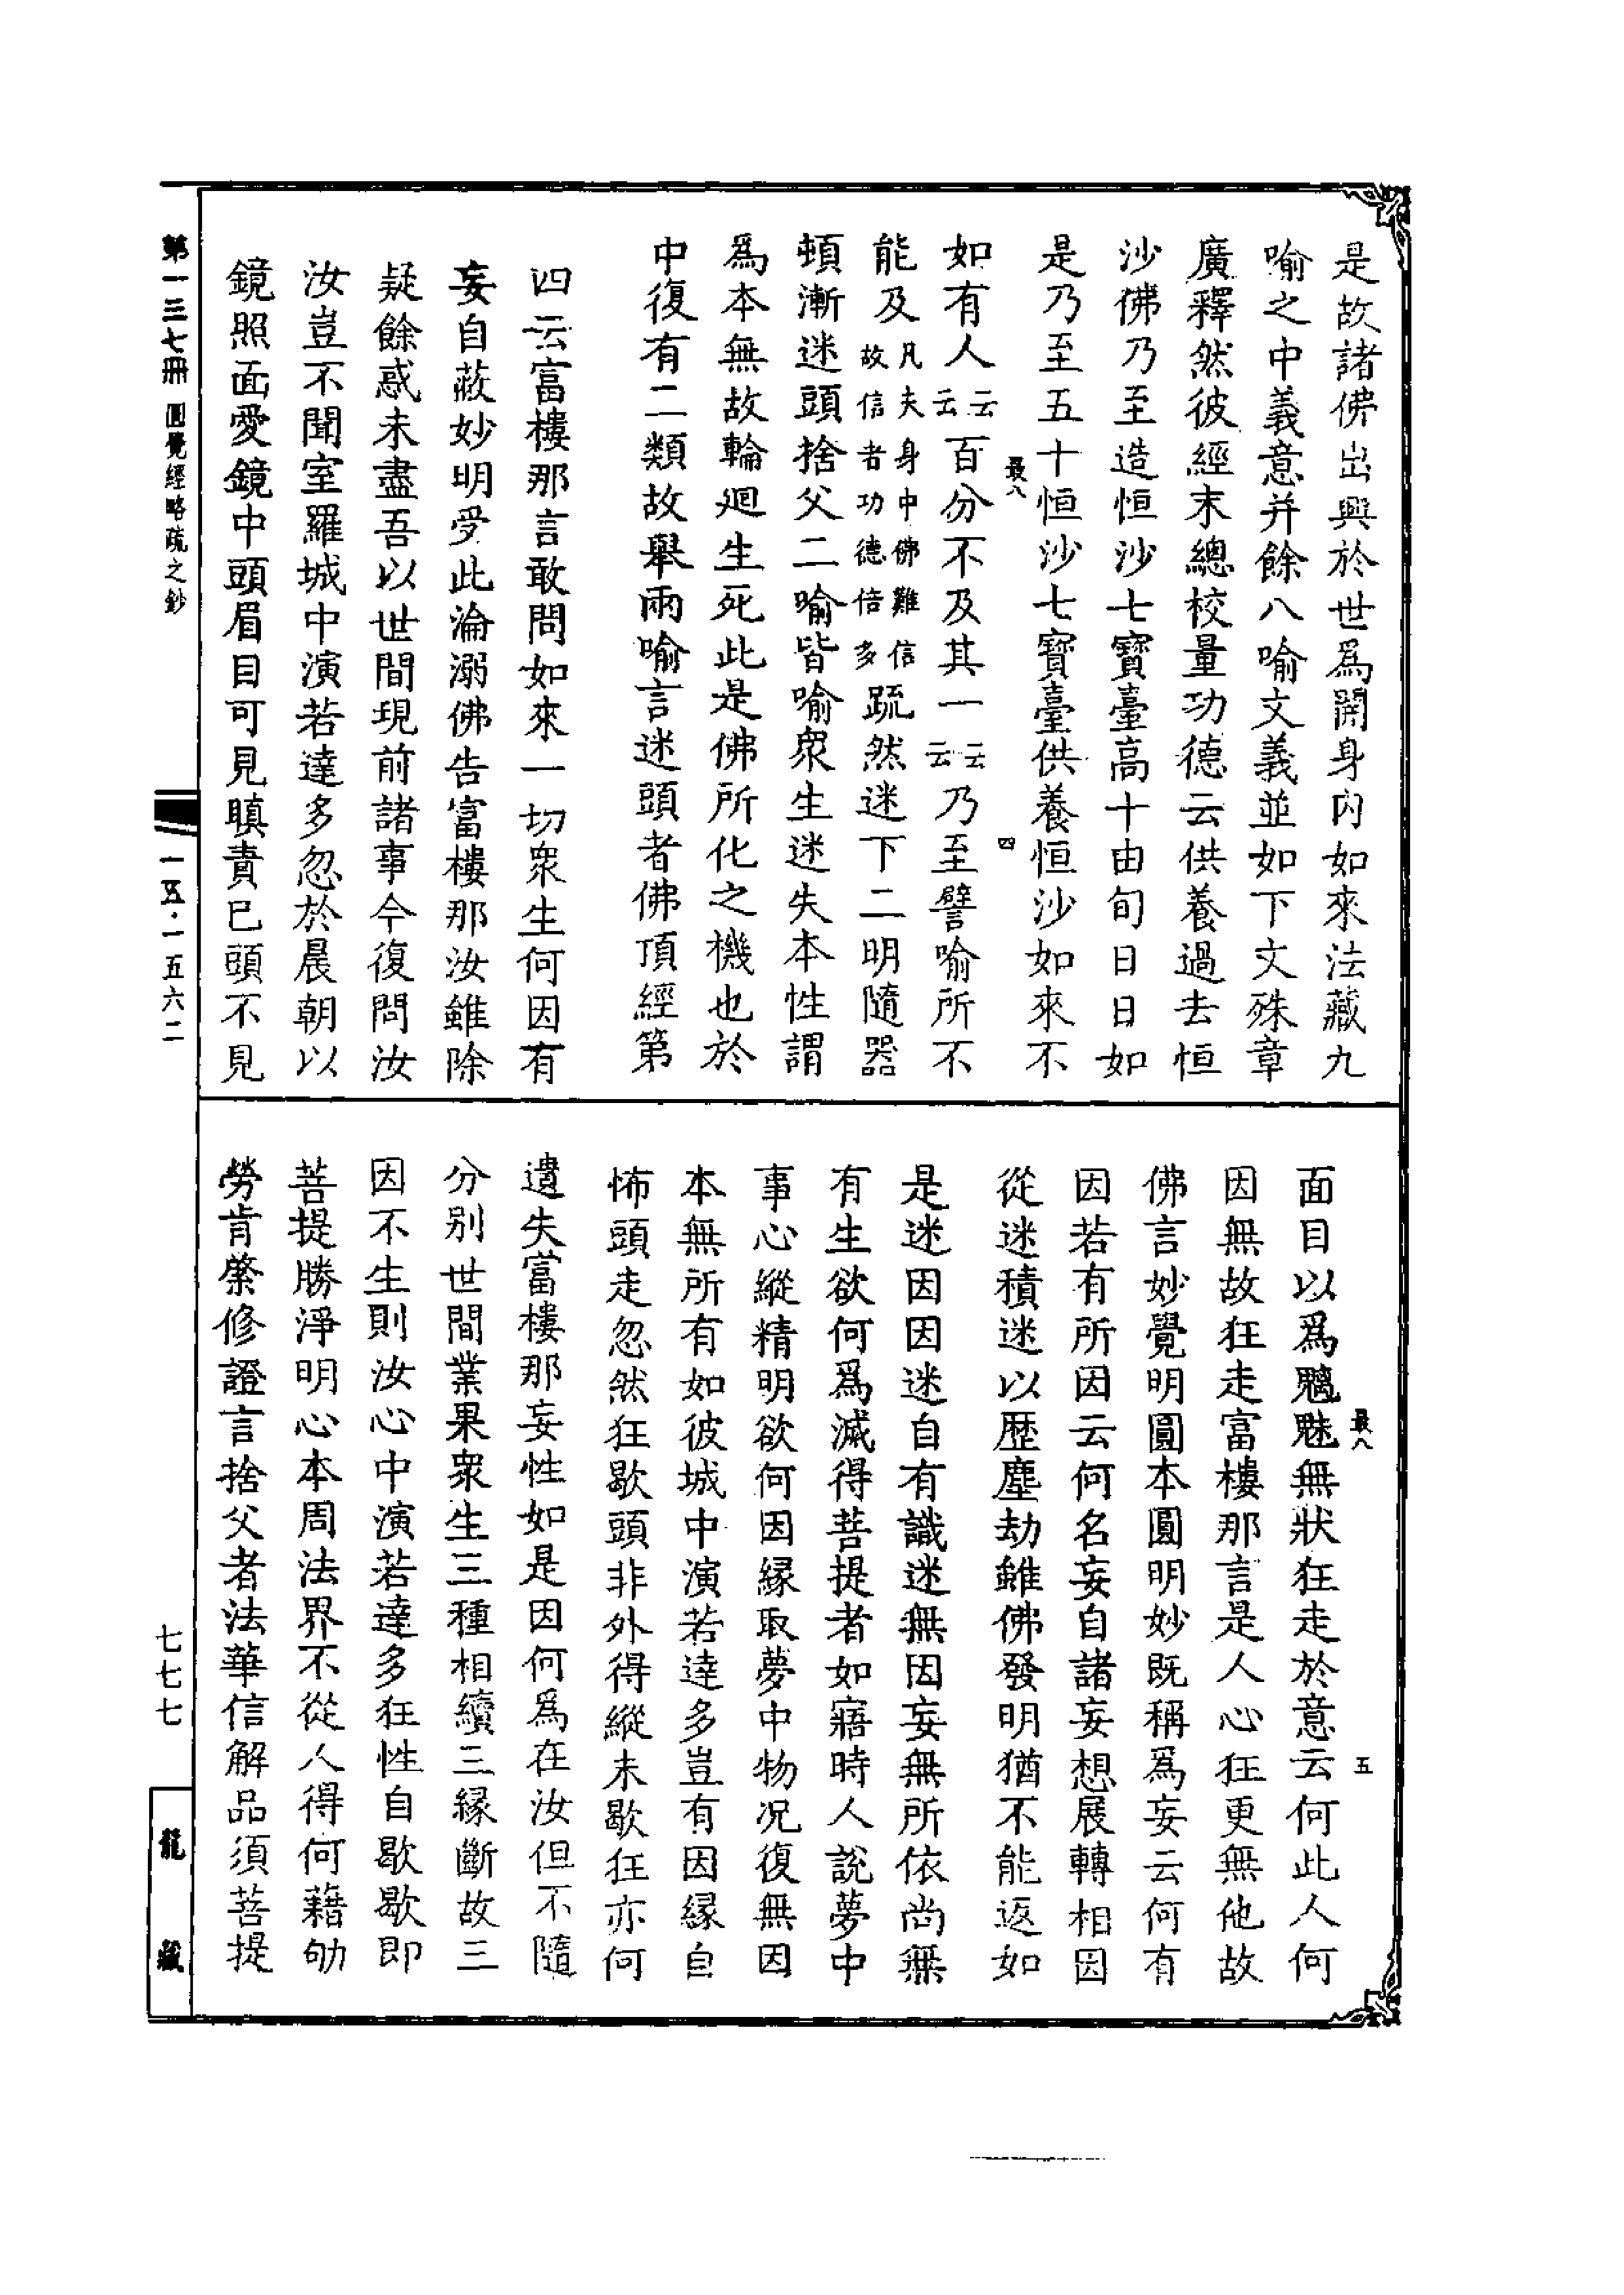 是故諸佛出興於世爲開身內如來法藏九
喻之中義意并餘八喻文義並如下文殊章
廣釋然彼經末總校量功德云供養過去恒
沙佛乃至造恒沙七寶臺高十由旬日日如
是乃至五十恒沙七寶臺供養恒沙如來不
最八
四
如有人云云百分不及其一云云乃至譬喻所不
能及凡夫身中佛難信故信者功德倍多䟽然迷下二明隨器
頓漸迷頭捨父二喻皆喻衆生迷失本性謂
爲本無故輪迴生死此是佛所化之機也於
中復有二類故舉兩喻言迷頭者佛頂經第
四云富樓那言敢問如來一切衆生何因有
妄自蔽妙明受此淪溺佛告富樓那汝雖除
疑餘惑未盡吾以世間現前諸事今復問汝
汝豈不聞室羅城中演若達多忽於晨朝以
鏡照面愛鏡中頭眉目可見瞋責已頭不見
最八
五
面目以爲魑魅無狀狂走於意云何此人何
因無故狂走富樓那言是人心狂更無他故
佛言妙覺明圓本圓明妙既稱爲妄云何有
因若有所因云何名妄自諸妄想展轉相因
從迷積迷以歷塵劫雖佛發明猶不能返如
是迷因因迷自有識迷無因妄無所依尚無
有生欲何爲滅得菩提者如寤時人說夢中
事心縱精明欲何因緣取夢中物況復無因
本無所有如彼城中演若達多豈有因緣自
怖頭走忽然狂歇頭非外得縱未歇狂亦何
遺失富樓那妄性如是因何爲在汝但不隨
分別世間業果衆生三種相續三緣斷故三
因不生則汝心中演若達多狂性自歇歇即
菩提勝淨明心本周法界不從人得何藉劬
勞肯綮修證言捨父者法華信解品須菩提
第一三七冊 圓覺經略疏之鈔
一五·一五六二
七七七
龍藏